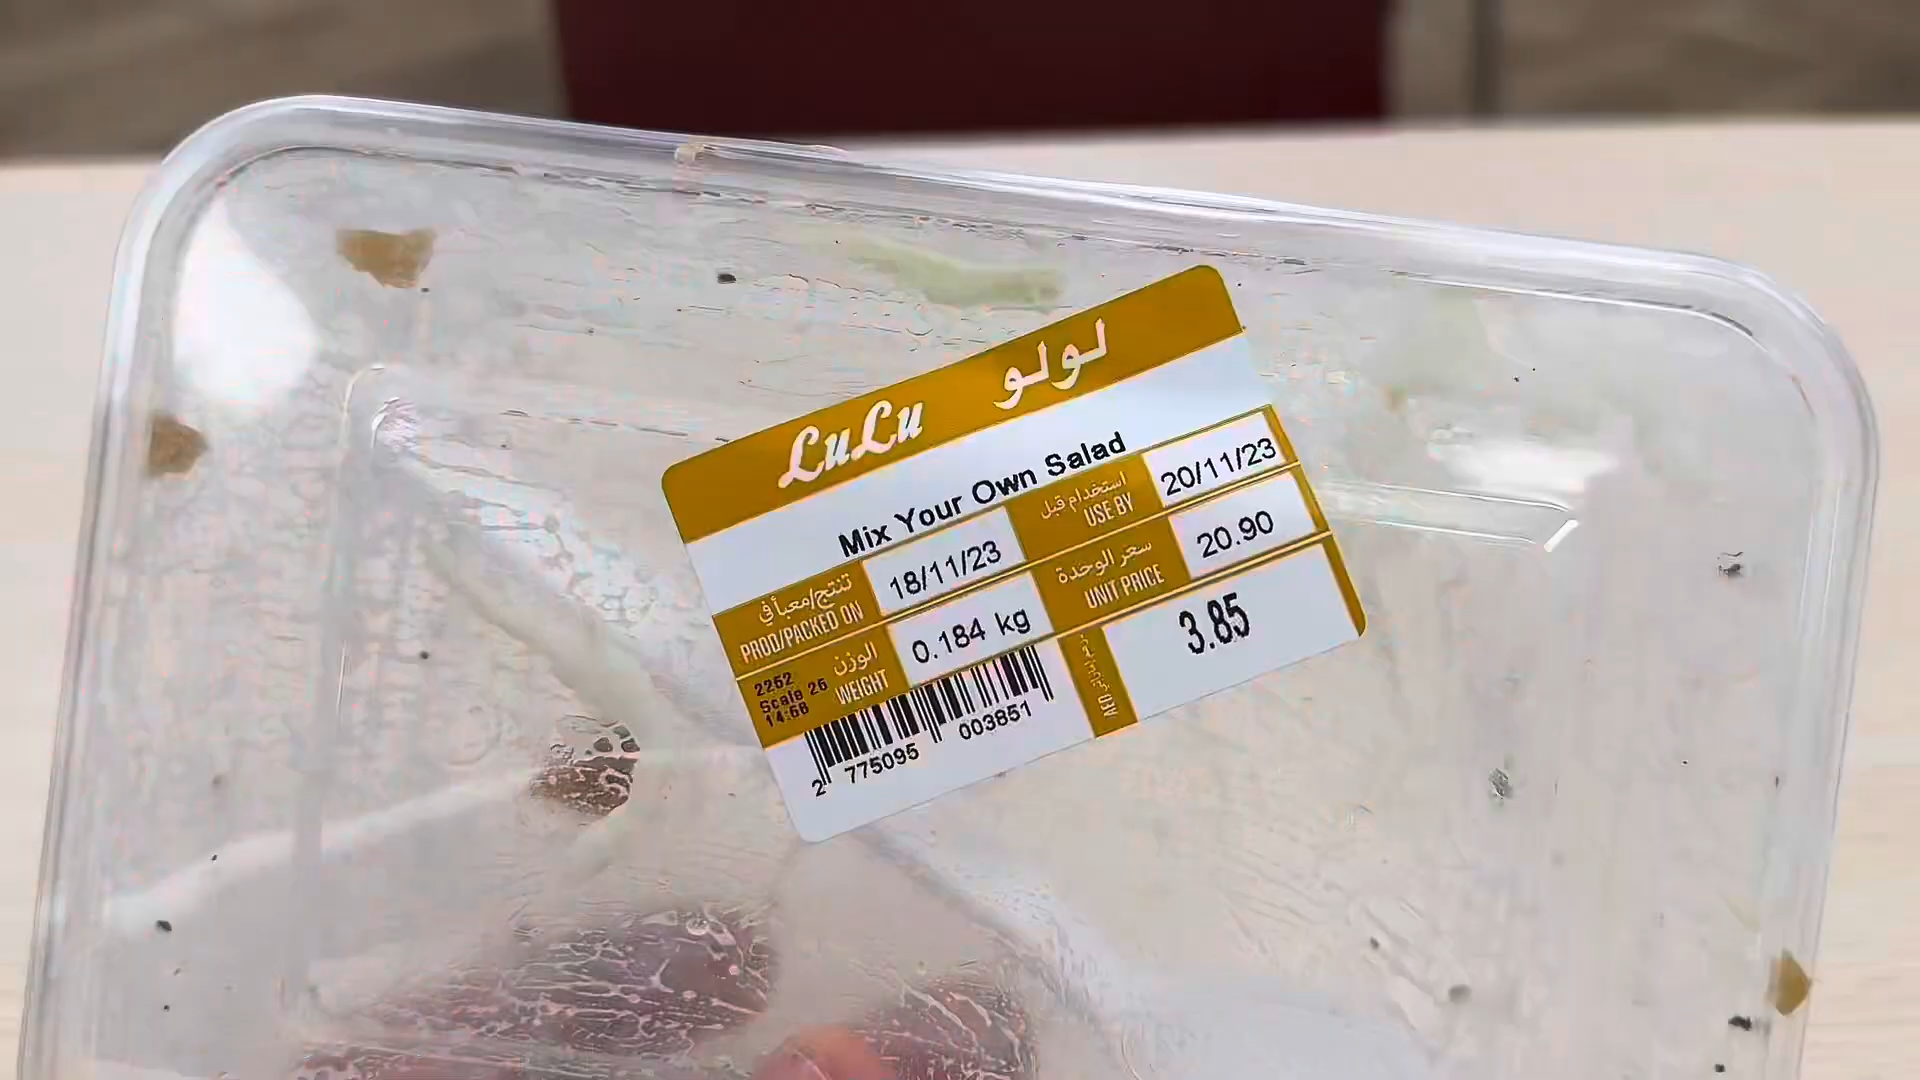 LuLu لولو
Mix Your Own Salad
تنتج/معبأ في
PROD/PACKED ON
18/11/23
استخدام قبل
USE BY
20/11/23
الوزن
WEIGHT
0.184 kg
سعر الوحدة
UNIT PRICE
20.90
2252
Scale 26
14:56
2 775095 003851
AED
3.85